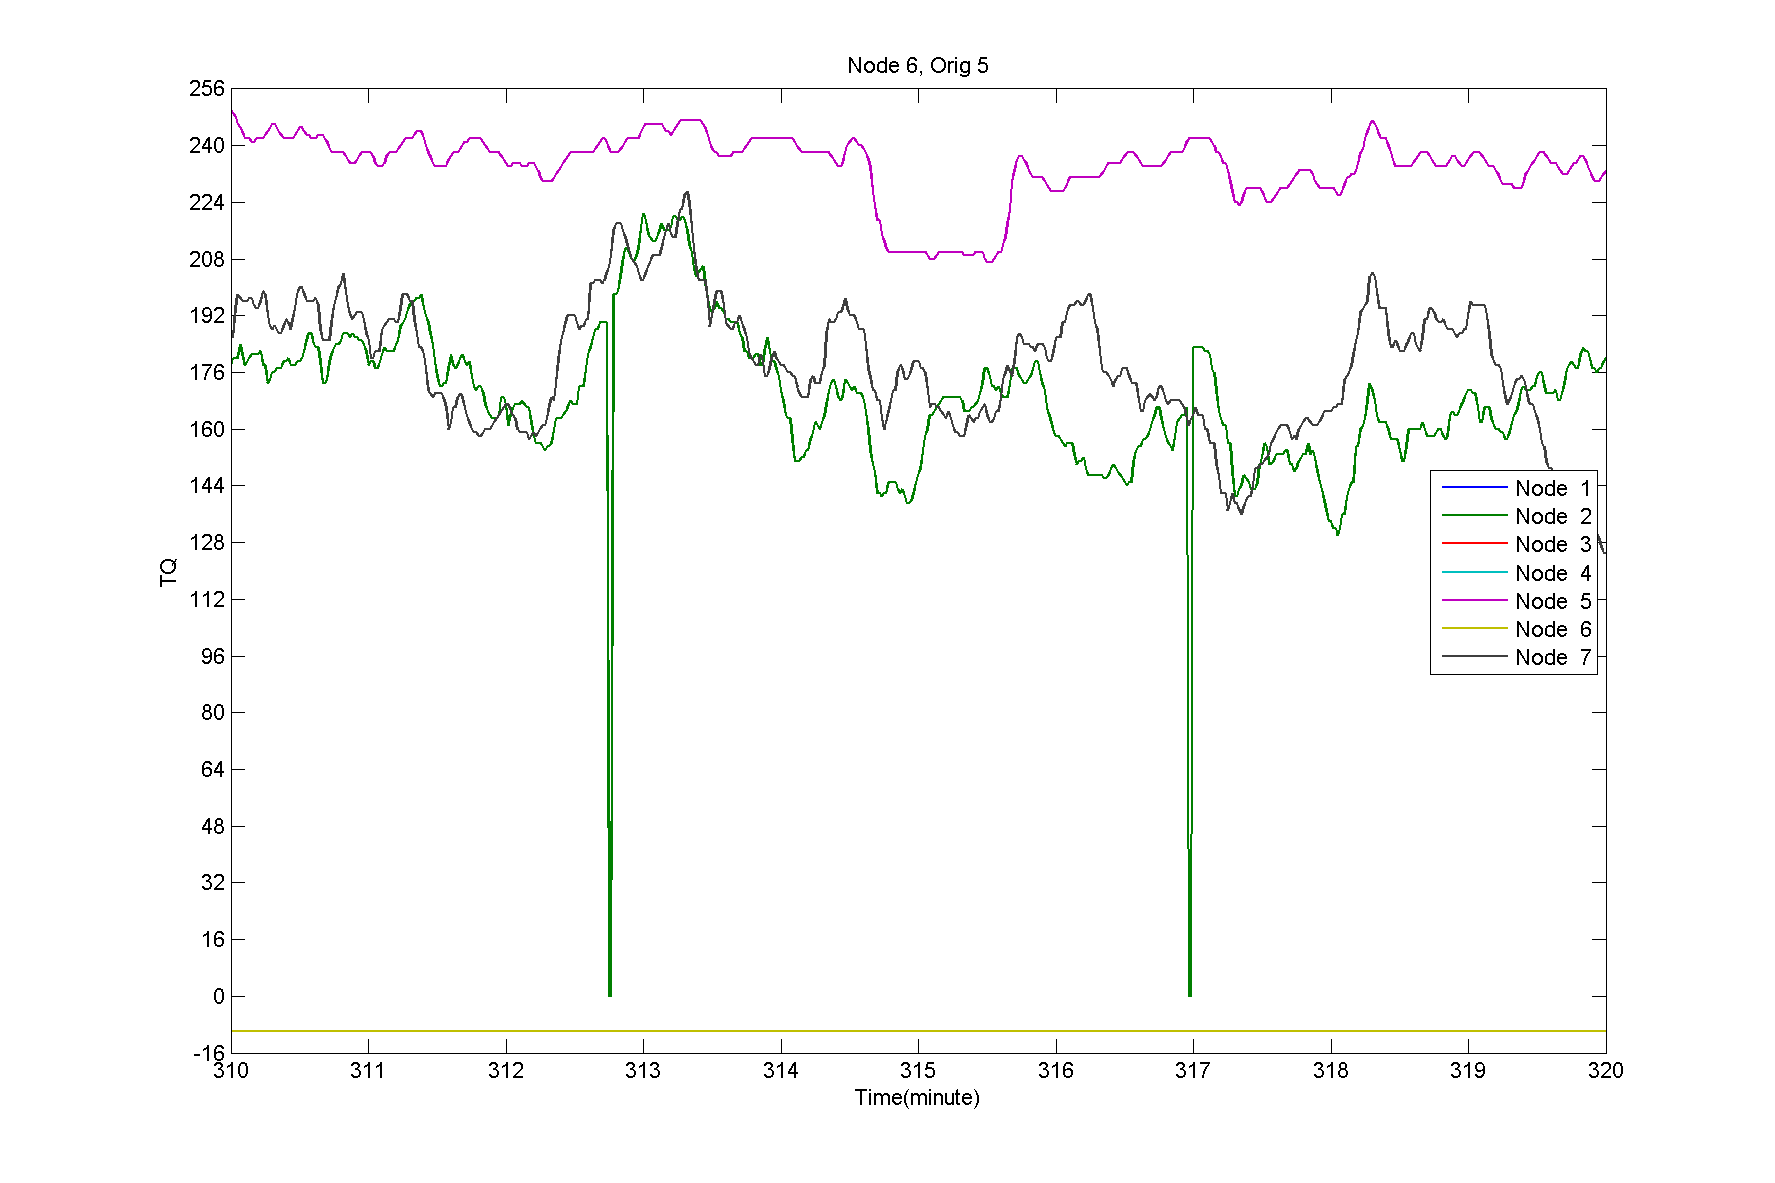 Node 6, Orig 5
256
240
224
208
192
176
160
144
128
112
96
80
64
48
32
16
0
-16
TQ
Node 1
Node 2
Node 3
Node 4
Node 5
Node 6
Node 7
310 311 312 313 314 315 316 317 318 319 320
Time(minute)